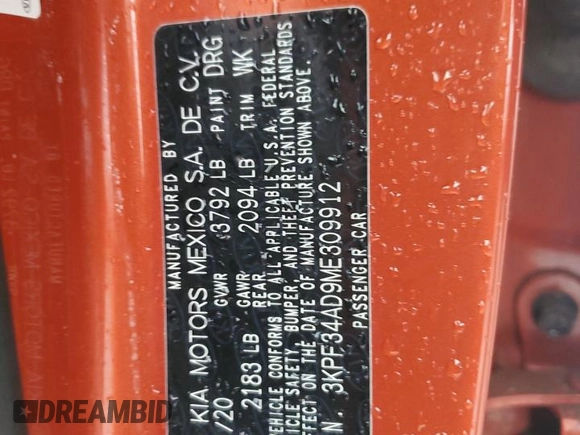 MANUFACTURED BY
KIA MOTORS MEXICO S.A. DE C.V.
/20 GVWR 3792 LB PAINT DRG
2183 LB GAWR REAR 2094 LB TRIM WK
VEHICLE CONFORMS TO ALL APPLICABLE U.S.A. FEDERAL
VEHICLE SAFETY, BUMPER, AND THEFT PREVENTION STANDARDS
EFFECT ON THE DATE OF MANUFACTURE SHOWN ABOVE.
N. 3KPF34AD9ME309912
PASSENGER CAR
DREAMBID